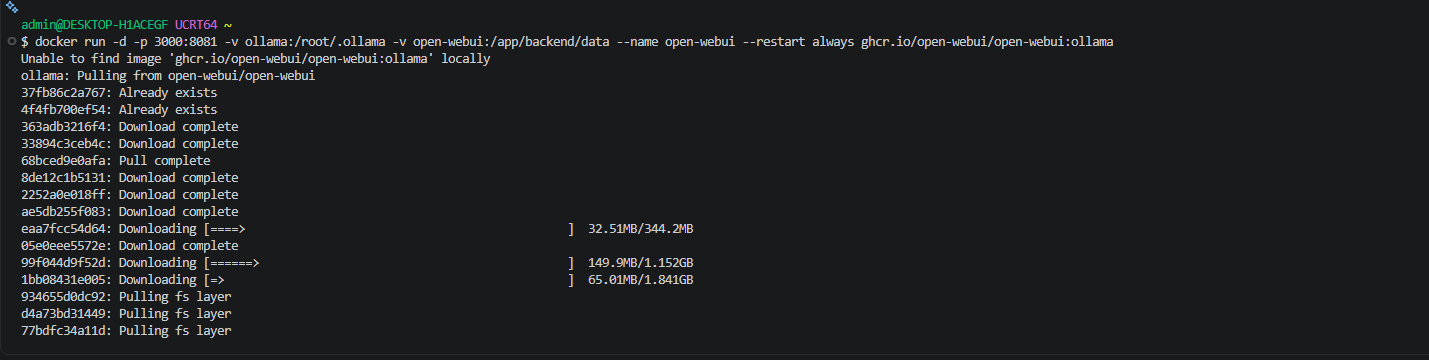 admin@DESKTOP-H1ACEGF UCRT64 ~
$ docker run -d -p 3000:8081 -v ollama:/root/.ollama -v open-webui:/app/backend/data --name open-webui --restart always ghcr.io/open-webui/open-webui:ollama
Unable to find image 'ghcr.io/open-webui/open-webui:ollama' locally
ollama: Pulling from open-webui/open-webui
37fb86c2a767: Already exists
4f4fb700ef54: Already exists
363adb3216f4: Download complete
33894c3ceb4c: Download complete
68bced9e0afa: Pull complete
8de12c1b5131: Download complete
2252a0e018ff: Download complete
ae5db255f083: Download complete
eaa7fcc54d64: Downloading [====>                                              ]  32.51MB/344.2MB
05e0eee5572e: Download complete
99f044d9f52d: Downloading [======>                                            ]  149.9MB/1.152GB
1bb08431e005: Downloading [=>                                                 ]  65.01MB/1.841GB
934655d0dc92: Pulling fs layer
d4a73bd31449: Pulling fs layer
77bdfc34a11d: Pulling fs layer